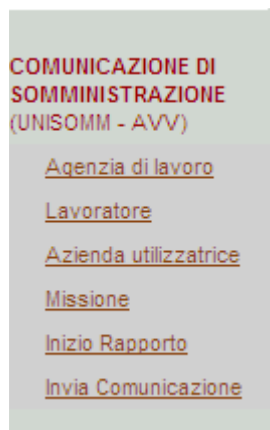 COMUNICAZIONE DI
SOMMINISTRAZIONE
(UNISOMM - AVV)
Agenzia di lavoro
Lavoratore
Azienda utilizzatrice
Missione
Inizio Rapporto
Invia Comunicazione